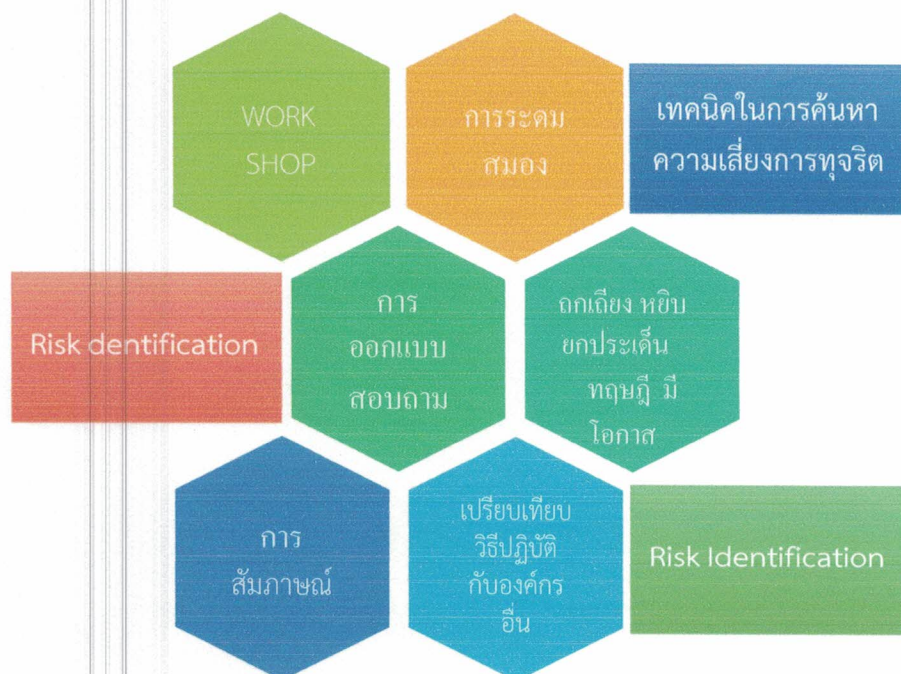 WORK
SHOP
การระดม
สมอง
เทคนิคในการค้นหา
ความเสี่ยงการทุจริต
Risk dentification
การ
ออกแบบ
สอบถาม
ถกเถียง หยิบ
ยกประเด็น
ทฤษฎี มี
โอกาส
การ
สัมภาษณ์
เปรียบเทียบ
วิธีปฏิบัติ
กับองค์กร
อื่น
Risk Identification